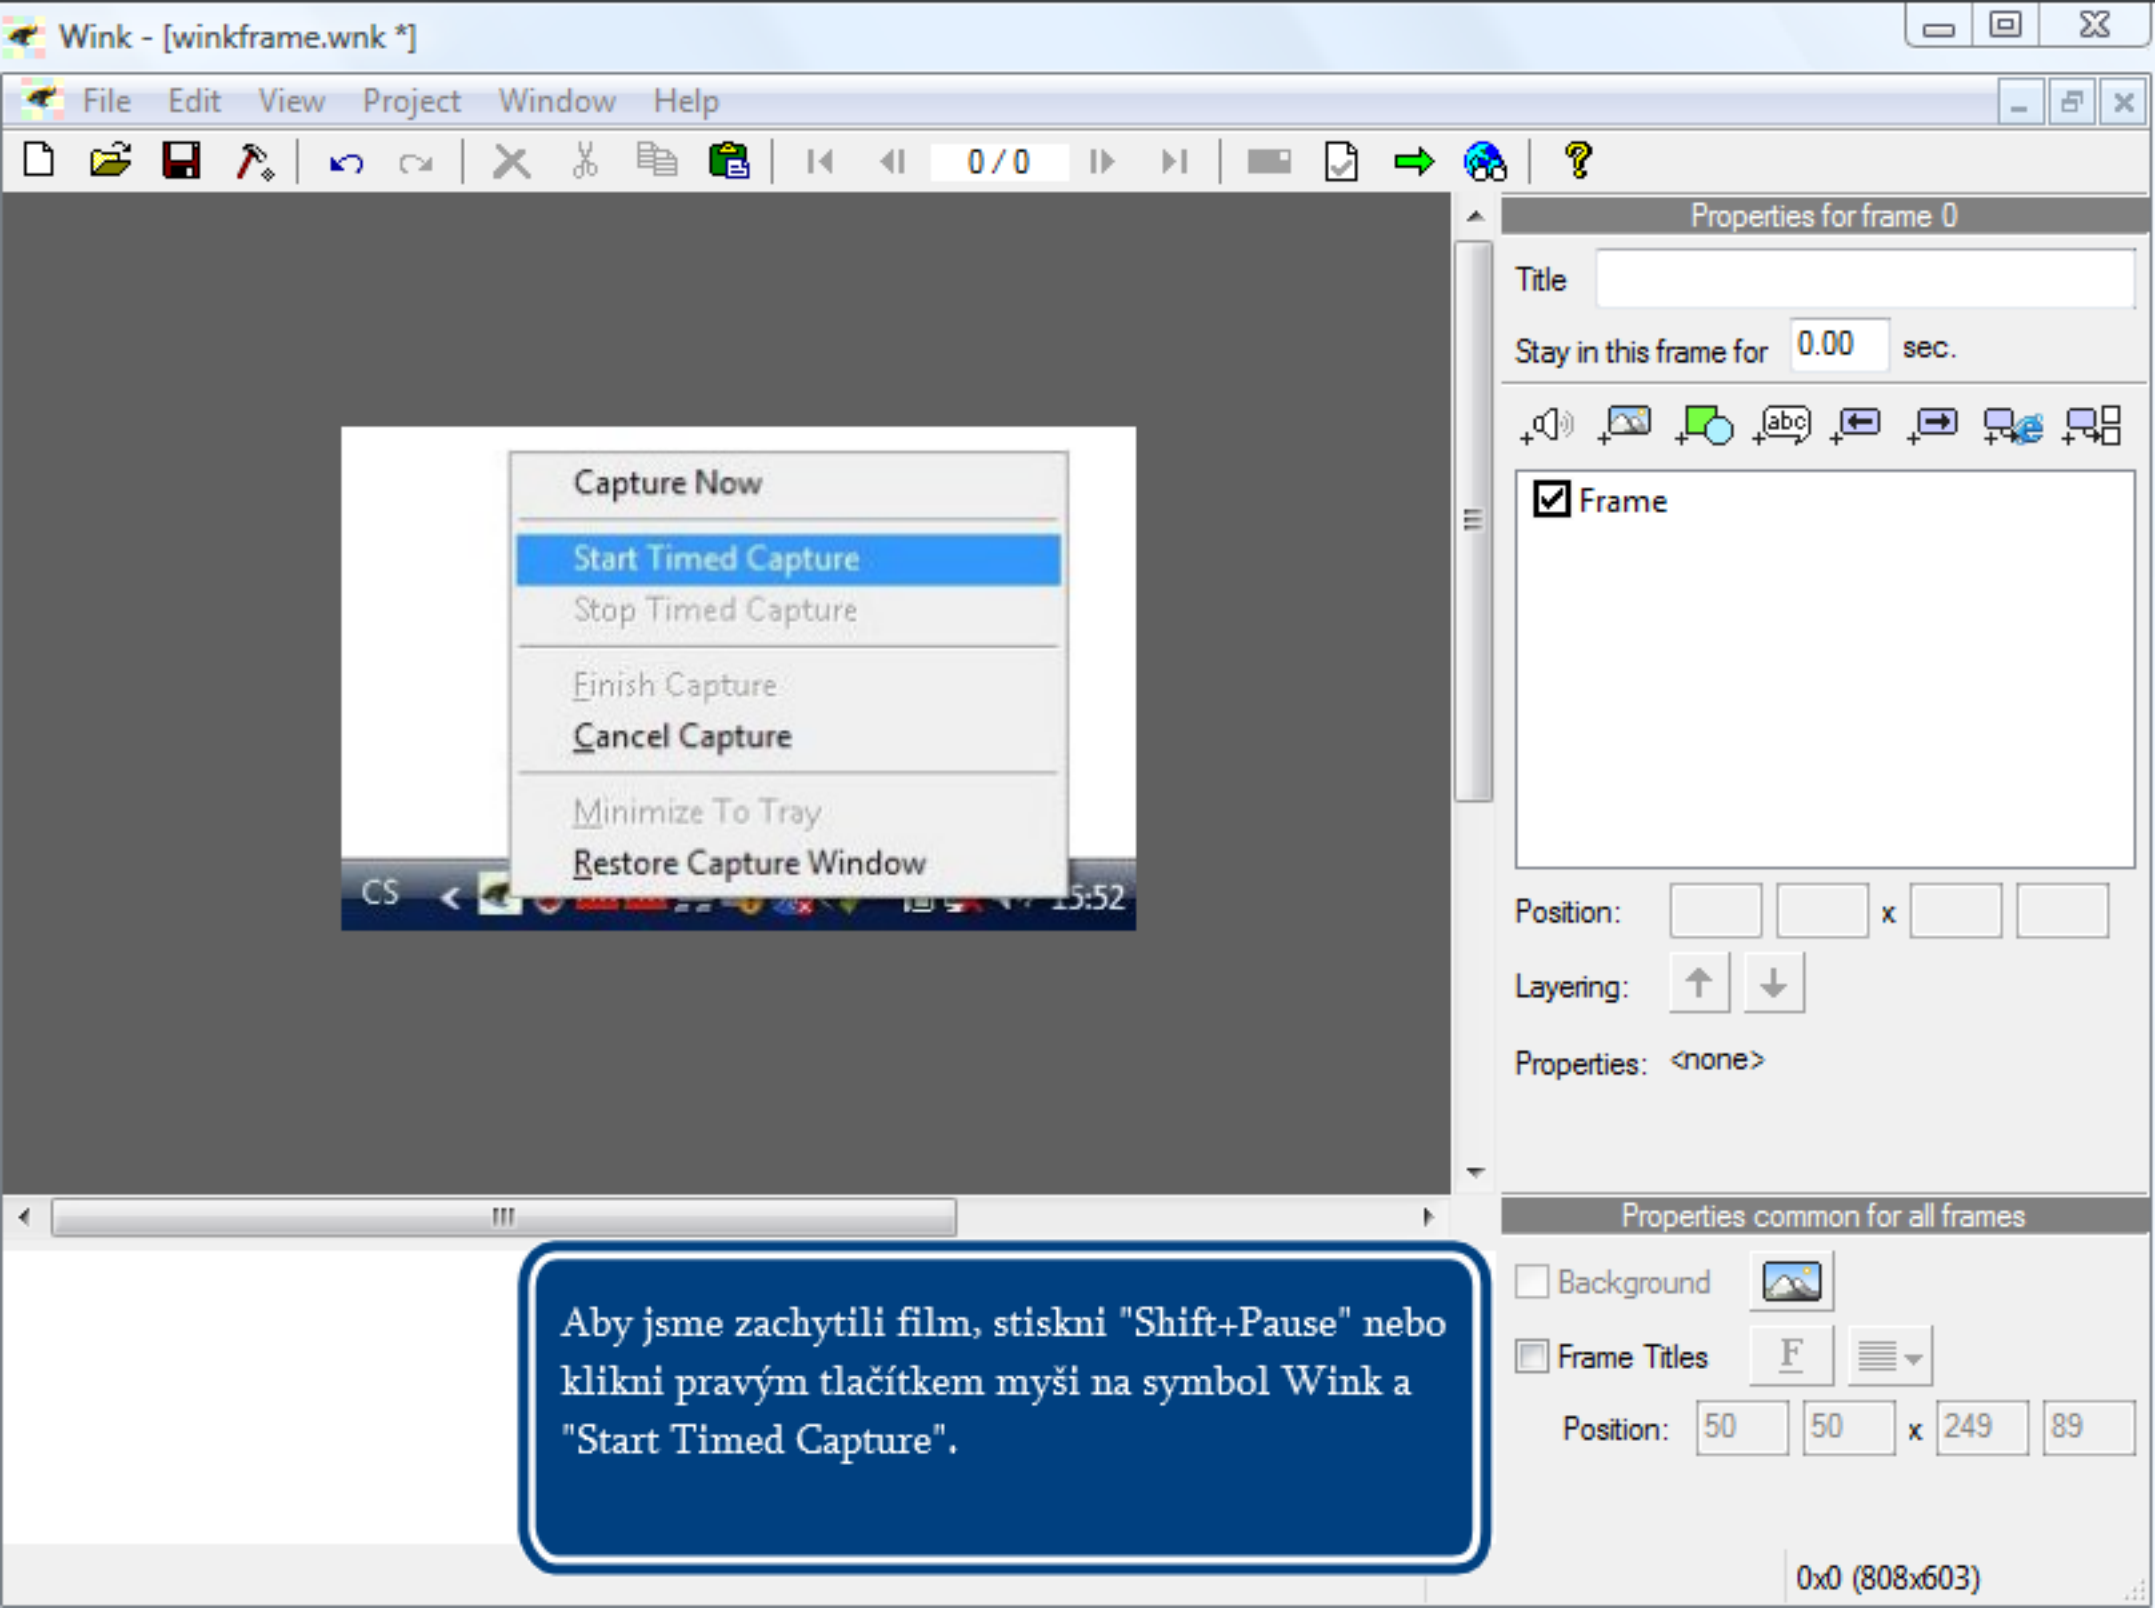 Wink - [winkframe.wnk *]
File Edit View Project Window Help
0 / 0
Properties for frame 0
Title
Stay in this frame for 0.00 sec.
abc
Frame
Capture Now
Start Timed Capture
Stop Timed Capture
Finish Capture
Cancel Capture
Minimize To Tray
Restore Capture Window
CS < 15:52
Position: x
Layering:
Properties: <none>
Properties common for all frames
Background
Frame Titles F
Position: 50 50 x 249 89
Aby jsme zachytili film, stiskni "Shift+Pause" nebo
klikni pravým tlačítkem myši na symbol Wink a
"Start Timed Capture".
0x0 (808x603)